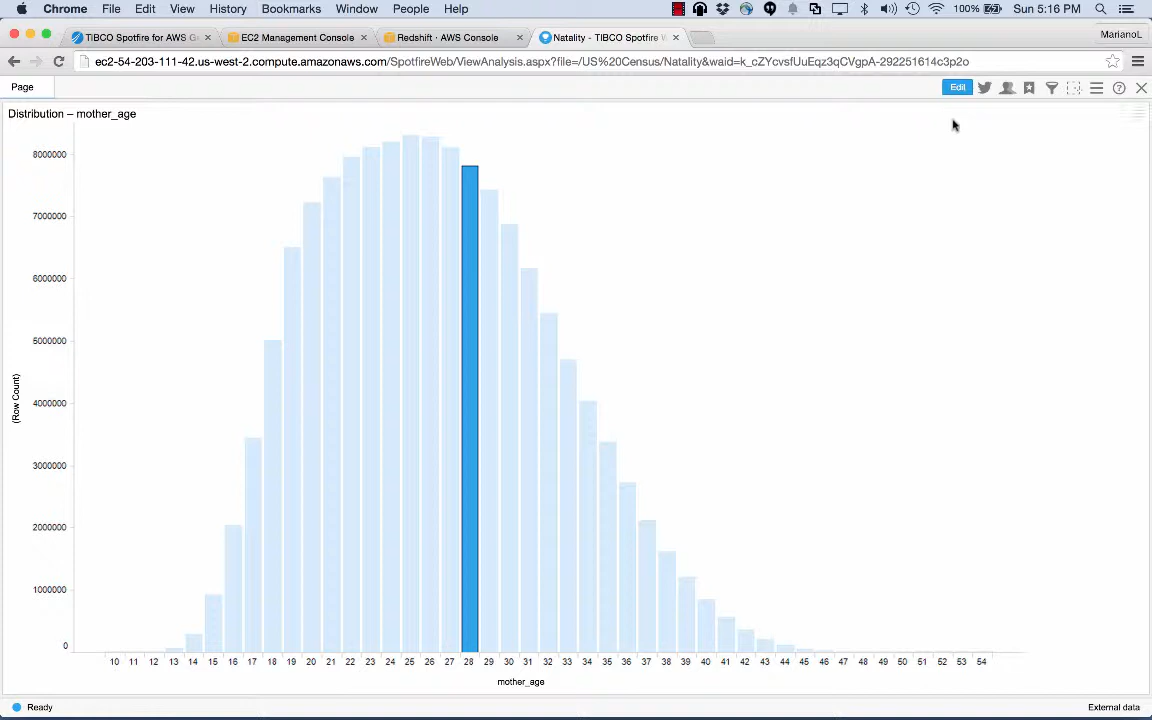 Chrome File Edit View History Bookmarks Window People Help 100% Sun 5:16 PM
TIBCO Spotfire for AWS G EC2 Management Console Redshift · AWS Console Natality - TIBCO Spotfire W MarianoL
ec2-54-203-111-42.us-west-2.compute.amazonaws.com/SpotfireWeb/ViewAnalysis.aspx?file=/US%20Census/Natality&waid=k_cZYcvsfUuEqz3qCVgpA-292251614c3p2o
Page Edit
Distribution – mother_age
8000000
7000000
6000000
5000000
4000000
(Row Count)
3000000
2000000
1000000
0
10 11 12 13 14 15 16 17 18 19 20 21 22 23 24 25 26 27 28 29 30 31 32 33 34 35 36 37 38 39 40 41 42 43 44 45 46 47 48 49 50 51 52 53 54
mother_age
Ready External data